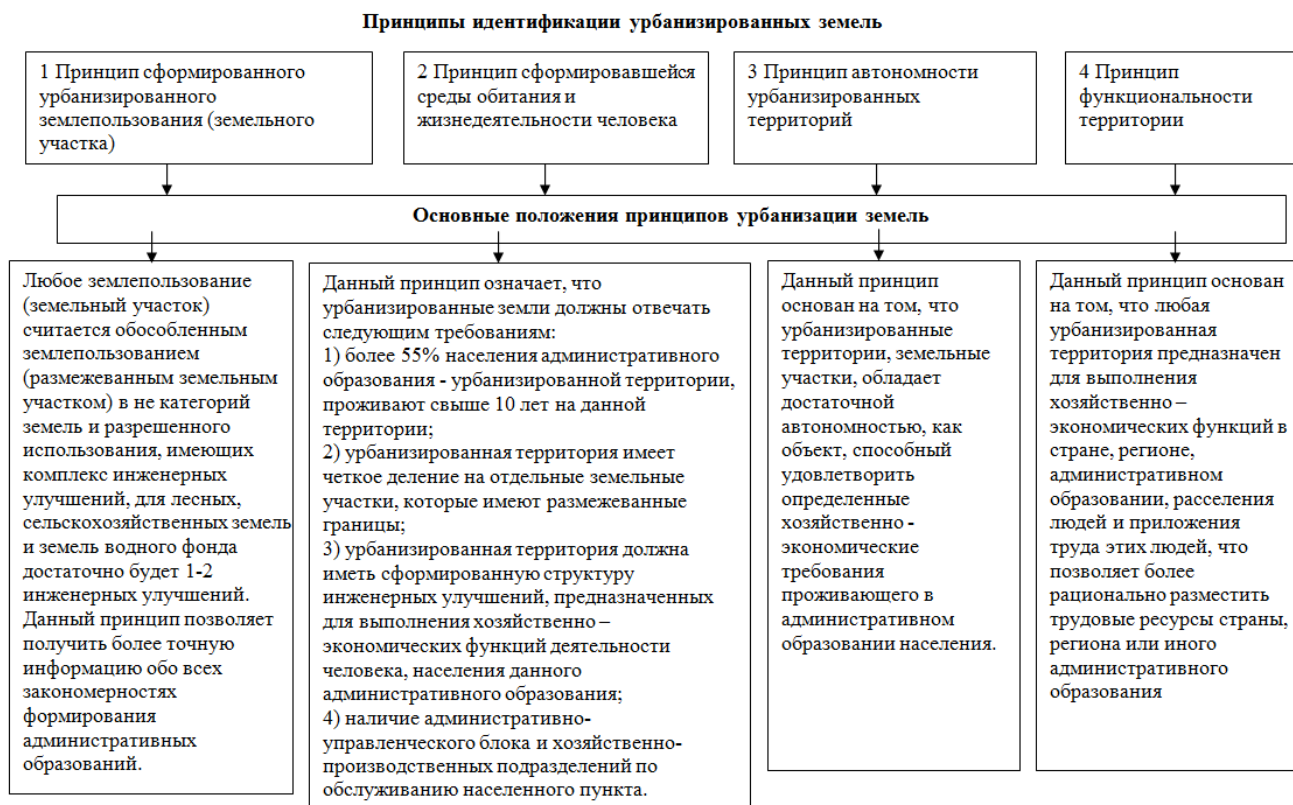 Принципы идентификации урбанизированных земель
1 Принцип сформированного
урбанизированного
землепользования (земельного
участка)
2 Принцип сформировавшейся
среды обитания и
жизнедеятельности человека
3 Принцип автономности
урбанизированных
территорий
4 Принцип
функциональности
территории
Основные положения принципов урбанизации земель
Любое землепользование
(земельный участок)
считается обособленным
землепользованием
(размежеванным земельным
участком) в не категорий
земель и разрешенного
использования, имеющих
комплекс инженерных
улучшений, для лесных,
сельскохозяйственных земель
и земель водного фонда
достаточно будет 1-2
инженерных улучшений.
Данный принцип позволяет
получить более точную
информацию обо всех
закономерностях
формирования
административных
образований.
Данный принцип означает, что
урбанизированные земли должны отвечать
следующим требованиям:
1) более 55% населения административного
образования - урбанизированной территории,
проживают свыше 10 лет на данной
территории;
2) урбанизированная территория имеет
четкое деление на отдельные земельные
участки, которые имеют размежеванные
границы;
3) урбанизированная территория должна
иметь сформированную структуру
инженерных улучшений, предназначенных
для выполнения хозяйственно –
экономических функций деятельности
человека, населения данного
административного образования;
4) наличие административно-
управленческого блока и хозяйственно-
производственных подразделений по
обслуживанию населенного пункта.
Данный принцип
основан на том, что
урбанизированные
территории, земельные
участки, обладает
достаточной
автономностью, как
объект, способный
удовлетворить
определенные
хозяйственно -
экономические
требования
проживающего в
административном
образовании населения.
Данный принцип основан
на том, что любая
урбанизированная
территория предназначен
для выполнения
хозяйственно –
экономических функций в
стране, регионе,
административном
образовании, расселения
людей и приложения
труда этих людей, что
позволяет более
рационально разместить
трудовые ресурсы страны,
региона или иного
административного
образования